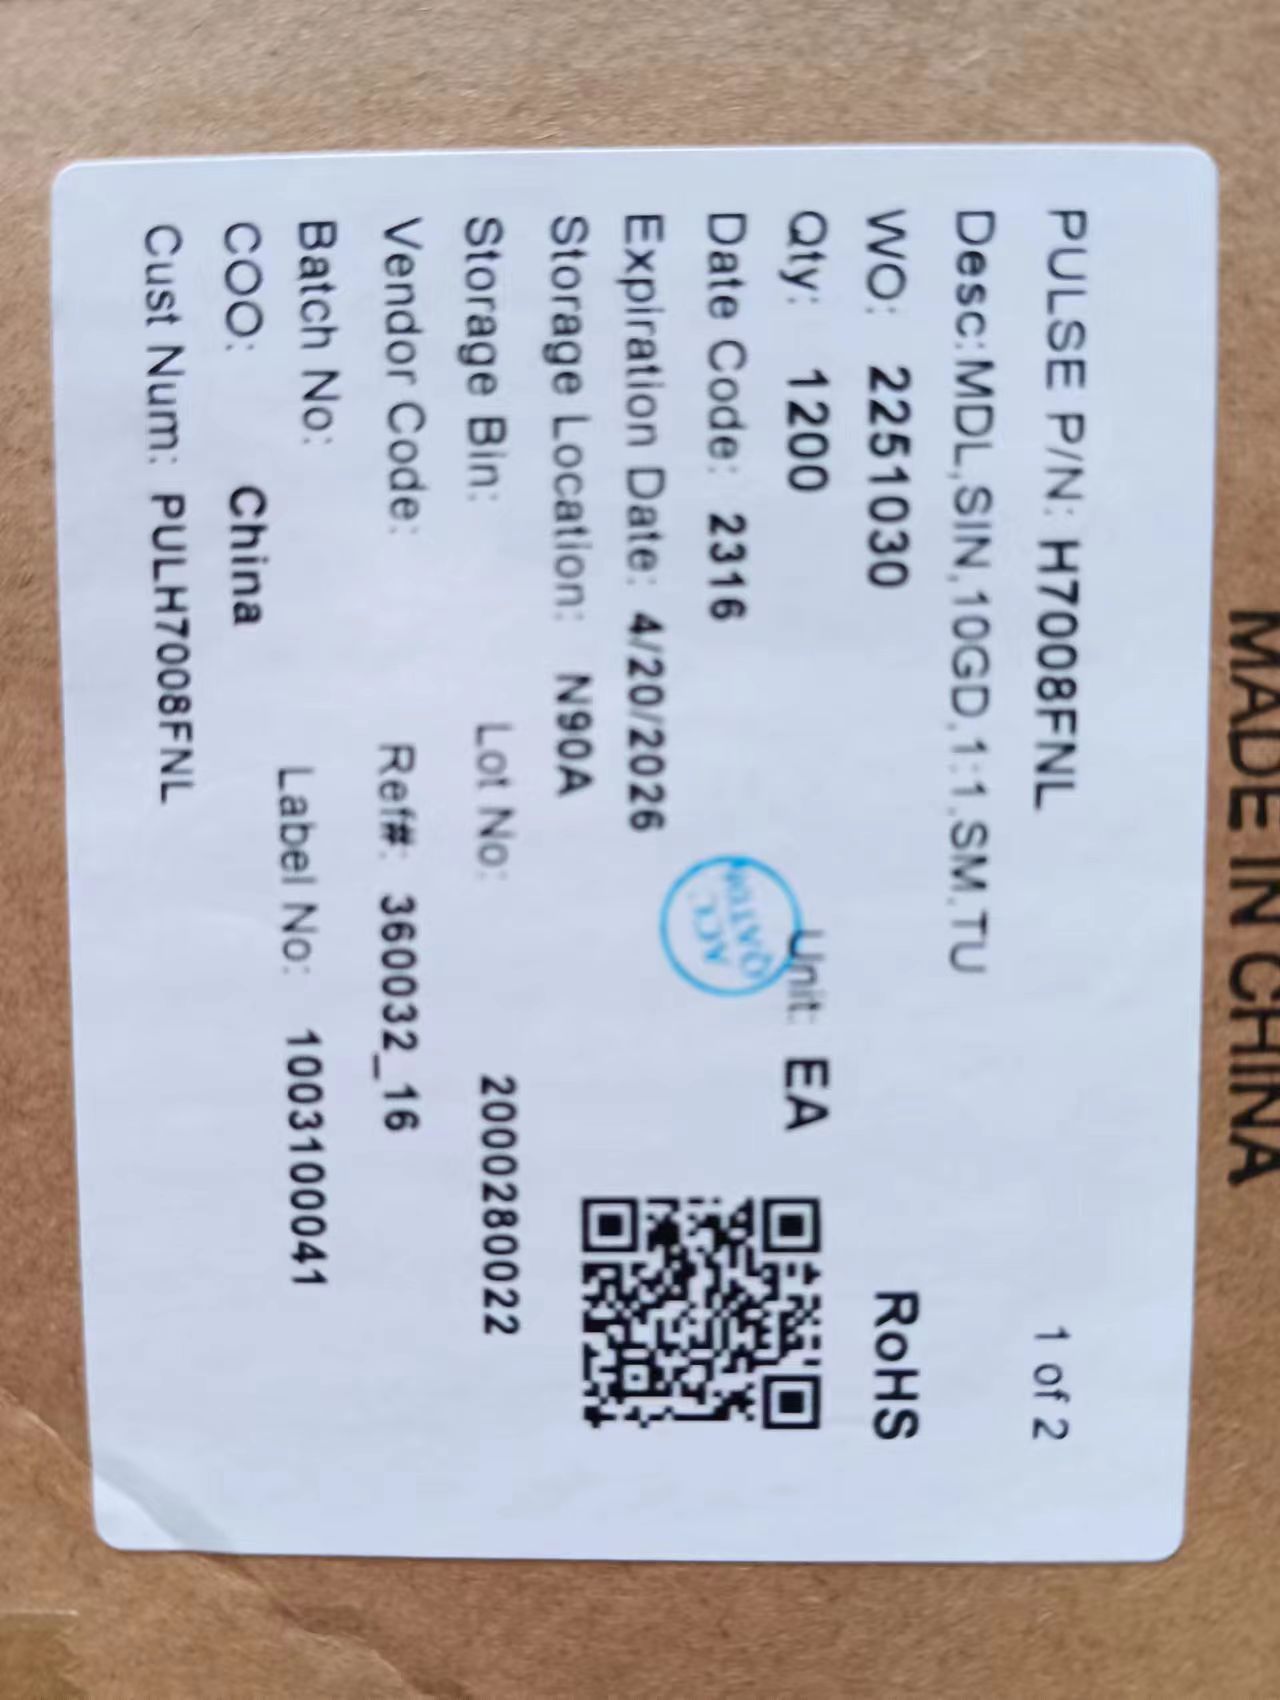 MADE IN CHINA
PULSE P/N: H7008FNL 1 of 2
Desc:MDL,SIN,10GD,1:1,SM,TU
WO: 2251030 RoHS
Qty: 1200 Unit: EA
Date Code: 2316
Expiration Date: 4/20/2026
Storage Location: N90A
Storage Bin: Lot No: 2000280022
Vendor Code: Ref#: 360032_16
Batch No: Label No: 1003100041
COO: China
Cust Num: PULH7008FNL
ACC